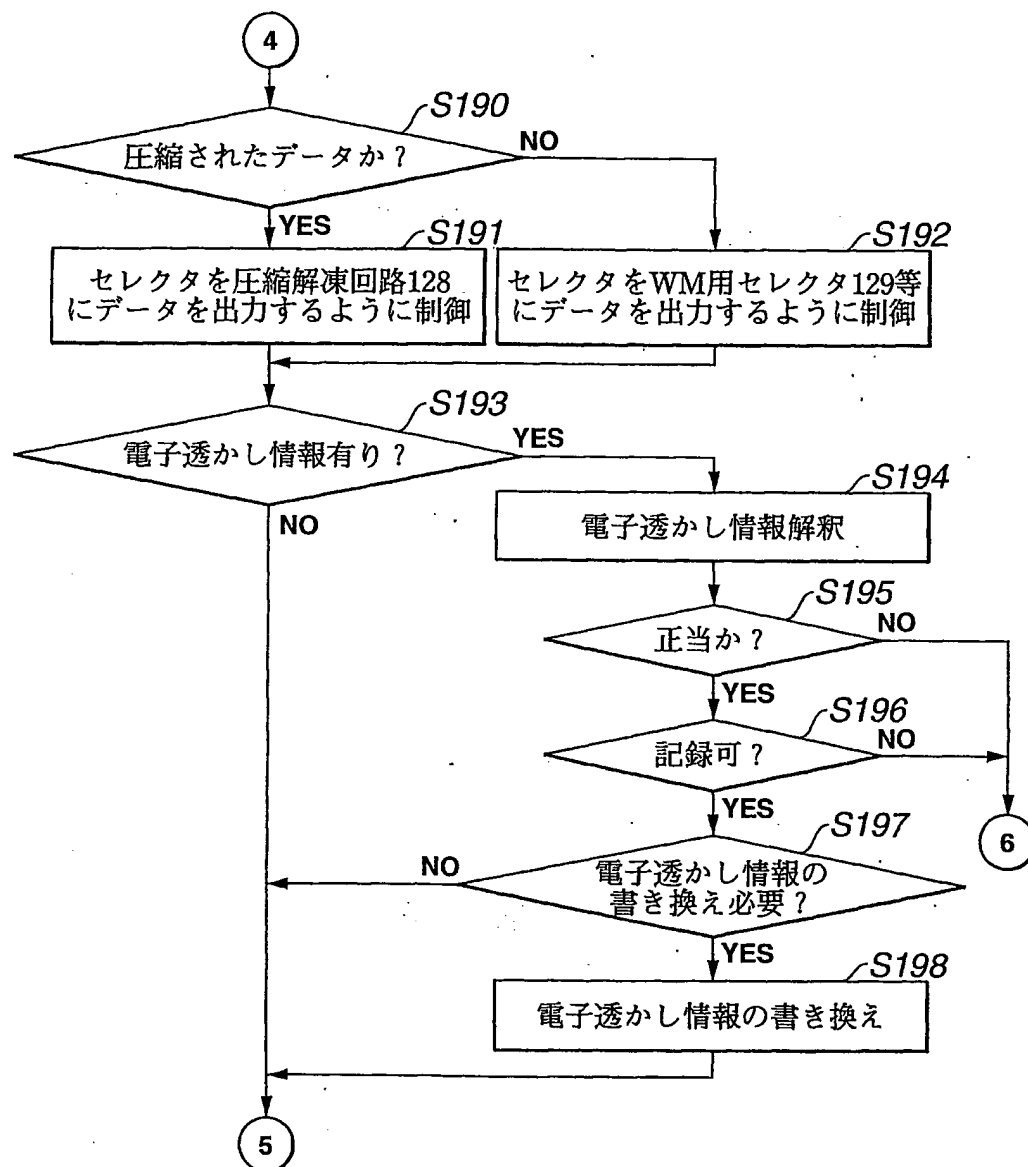 4
S190
圧縮されたデータか?
NO
YES
S191
セレクタを圧縮解凍回路128
にデータを出力するように制御
S192
セレクタをWM用セレクタ129等
にデータを出力するように制御
S193
電子透かし情報有り?
YES
NO
S194
電子透かし情報解釈
S195
正当か?
NO
YES
S196
記録可?
NO
YES
6
S197
電子透かし情報の
書き換え必要?
NO
YES
S198
電子透かし情報の書き換え
5